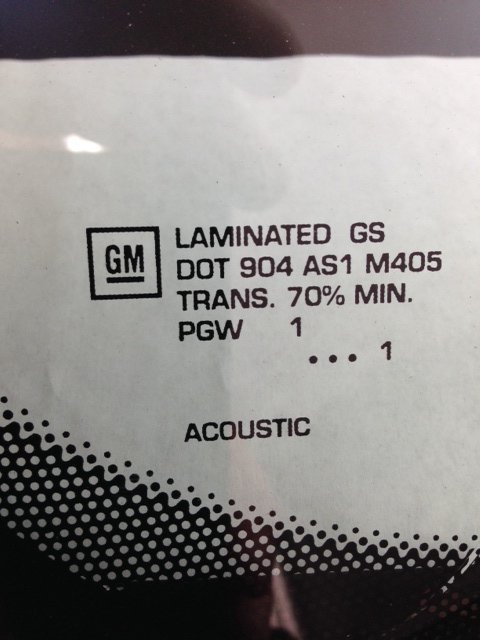 GM
LAMINATED GS
DOT 904 AS1 M405
TRANS. 70% MIN.
PGW 1
... 1
ACOUSTIC